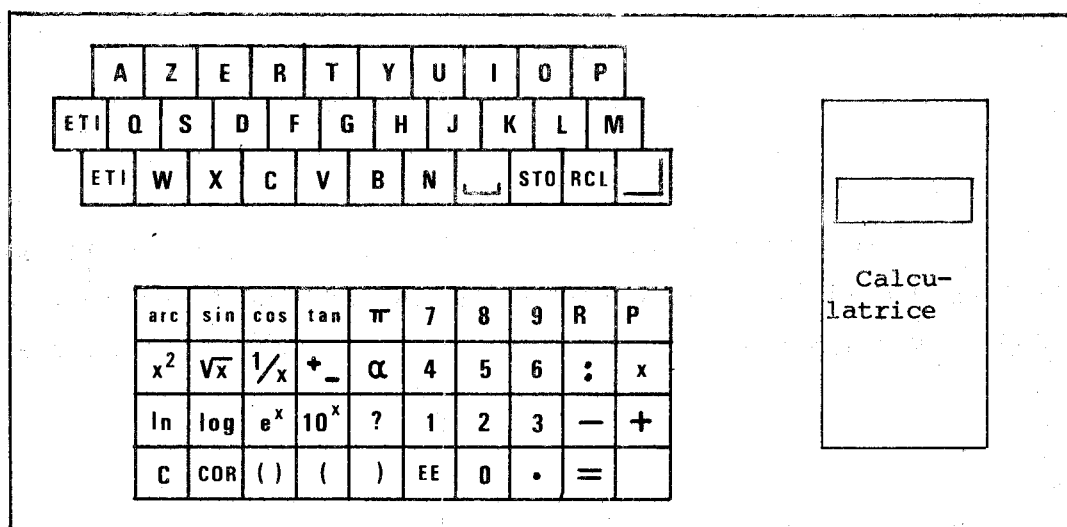 A Z E R T Y U I O P
ETI Q S D F G H J K L M
ETI W X C V B N STO RCL
Calcu-
latrice
arc sin cos tan π 7 8 9 R P
x² √x 1/x +- α 4 5 6 : x
ln log eˣ 10ˣ ? 1 2 3 − +
C COR () ( ) EE 0 . =